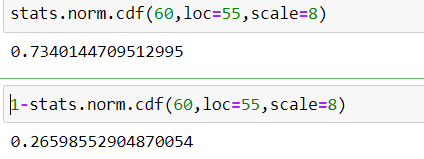 stats.norm.cdf(60,loc=55,scale=8)
0.7340144709512995
1-stats.norm.cdf(60,loc=55,scale=8)
0.26598552904870054